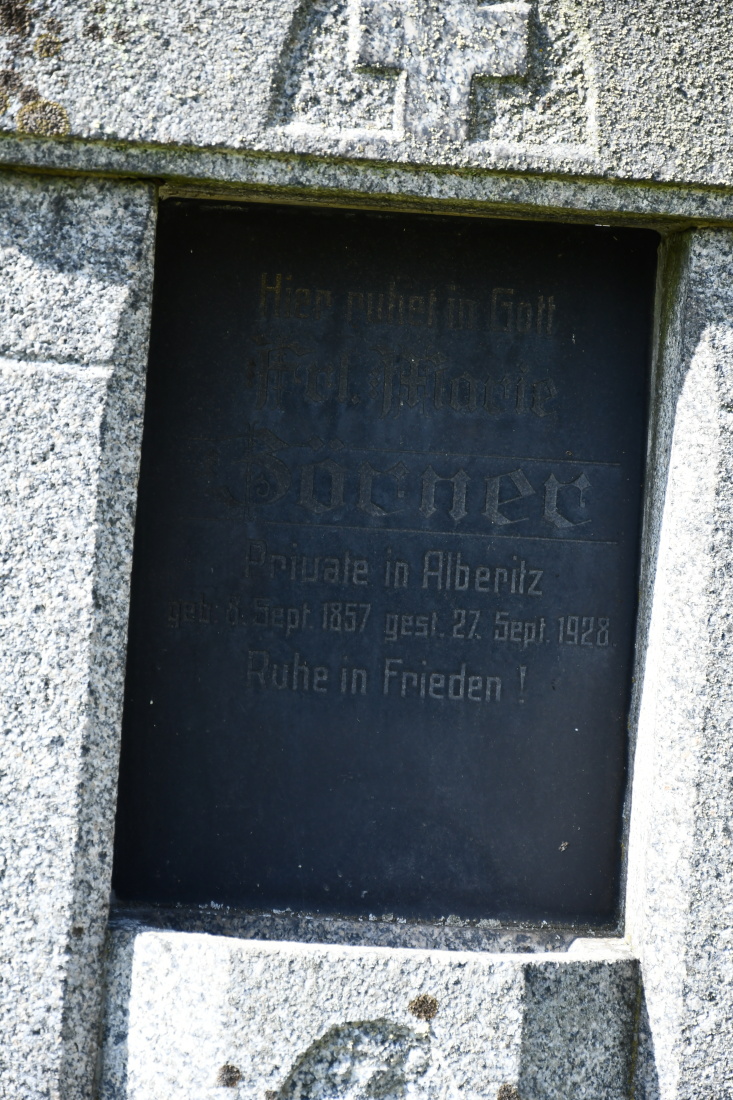 Hier ruhet in Gott
Frl. Marie
Börner
Private in Alberitz
geb. 8. Sept. 1857 gest. 27. Sept. 1928.
Ruhe in Frieden !